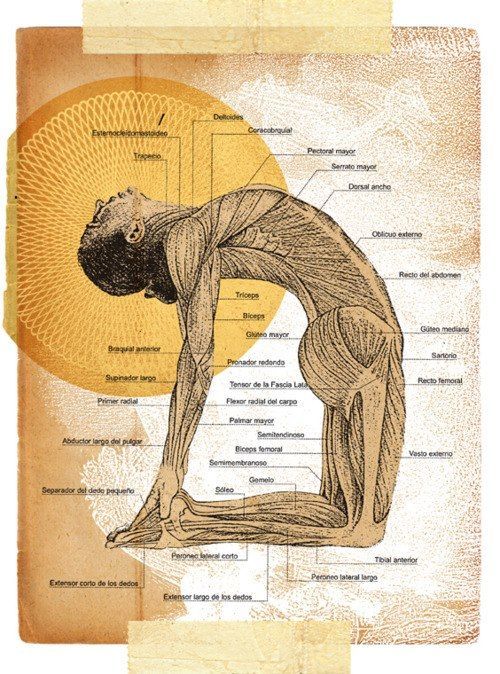 Deltoides
Esternocleitomastoideo
Coracobrquial
Trapecio
Pectoral mayor
Serrato mayor
Dorsal ancho
Oblicuo externo
Recto del abdomen
Tríceps
Bíceps
Glúteo mayor
Gúteo mediano
Braquial anterior
Sartorio
Pronador redondo
Supinador largo
Tensor de la Fascia Lata
Recto femoral
Primer radial
Flexor radial del carpo
Palmar mayor
Abductor largo del pulgar
Semitendinoso
Bíceps femoral
Vasto externo
Semimembranoso
Gemelo
Separador del dedo pequeño
Sóleo
Peroneo lateral corto
Tibial anterior
Peroneo lateral largo
Extensor corto de los dedos
Extensor largo de los dedos